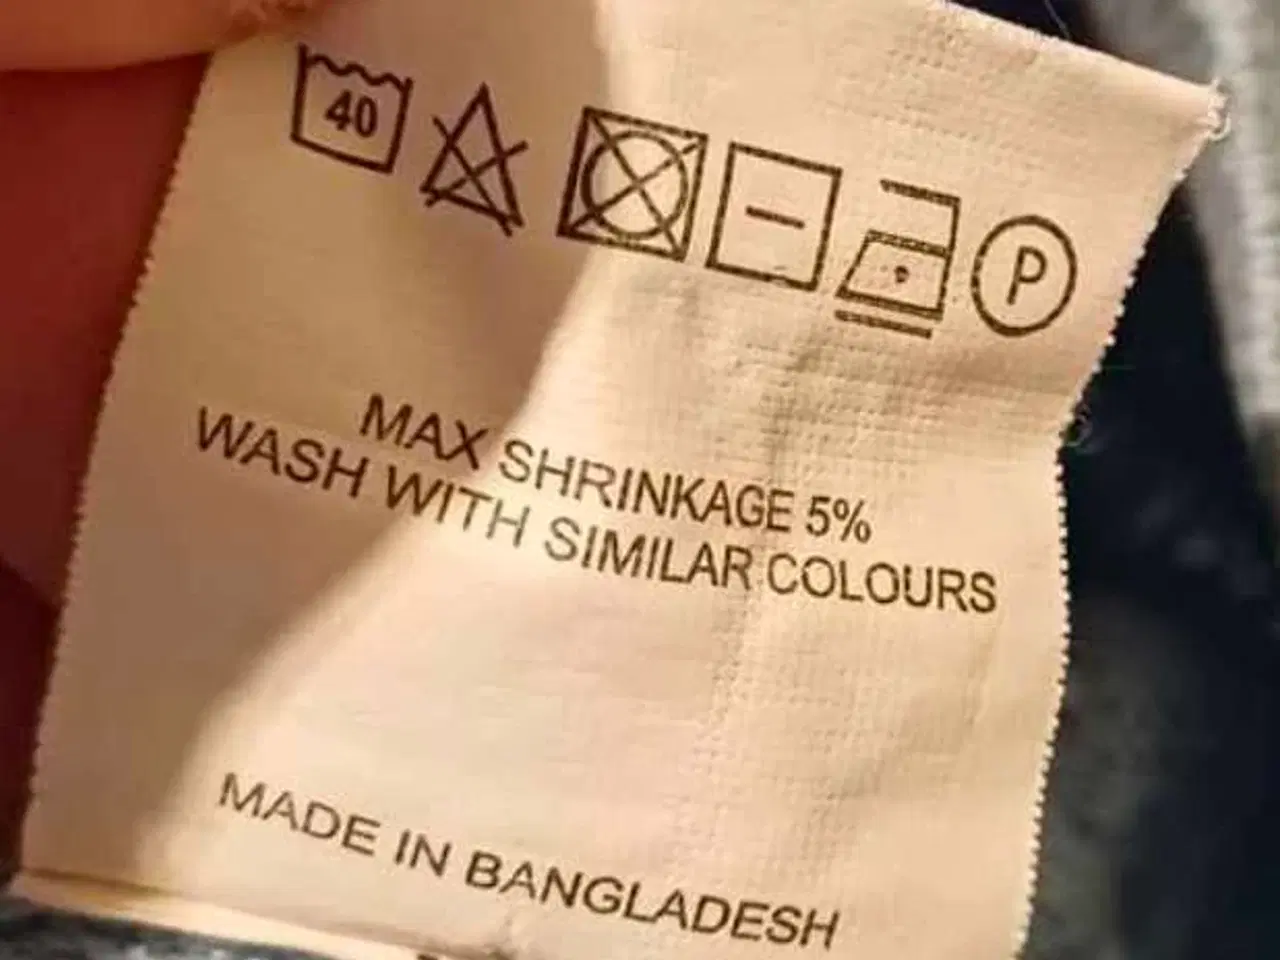 40 P
MAX SHRINKAGE 5%
WASH WITH SIMILAR COLOURS
MADE IN BANGLADESH